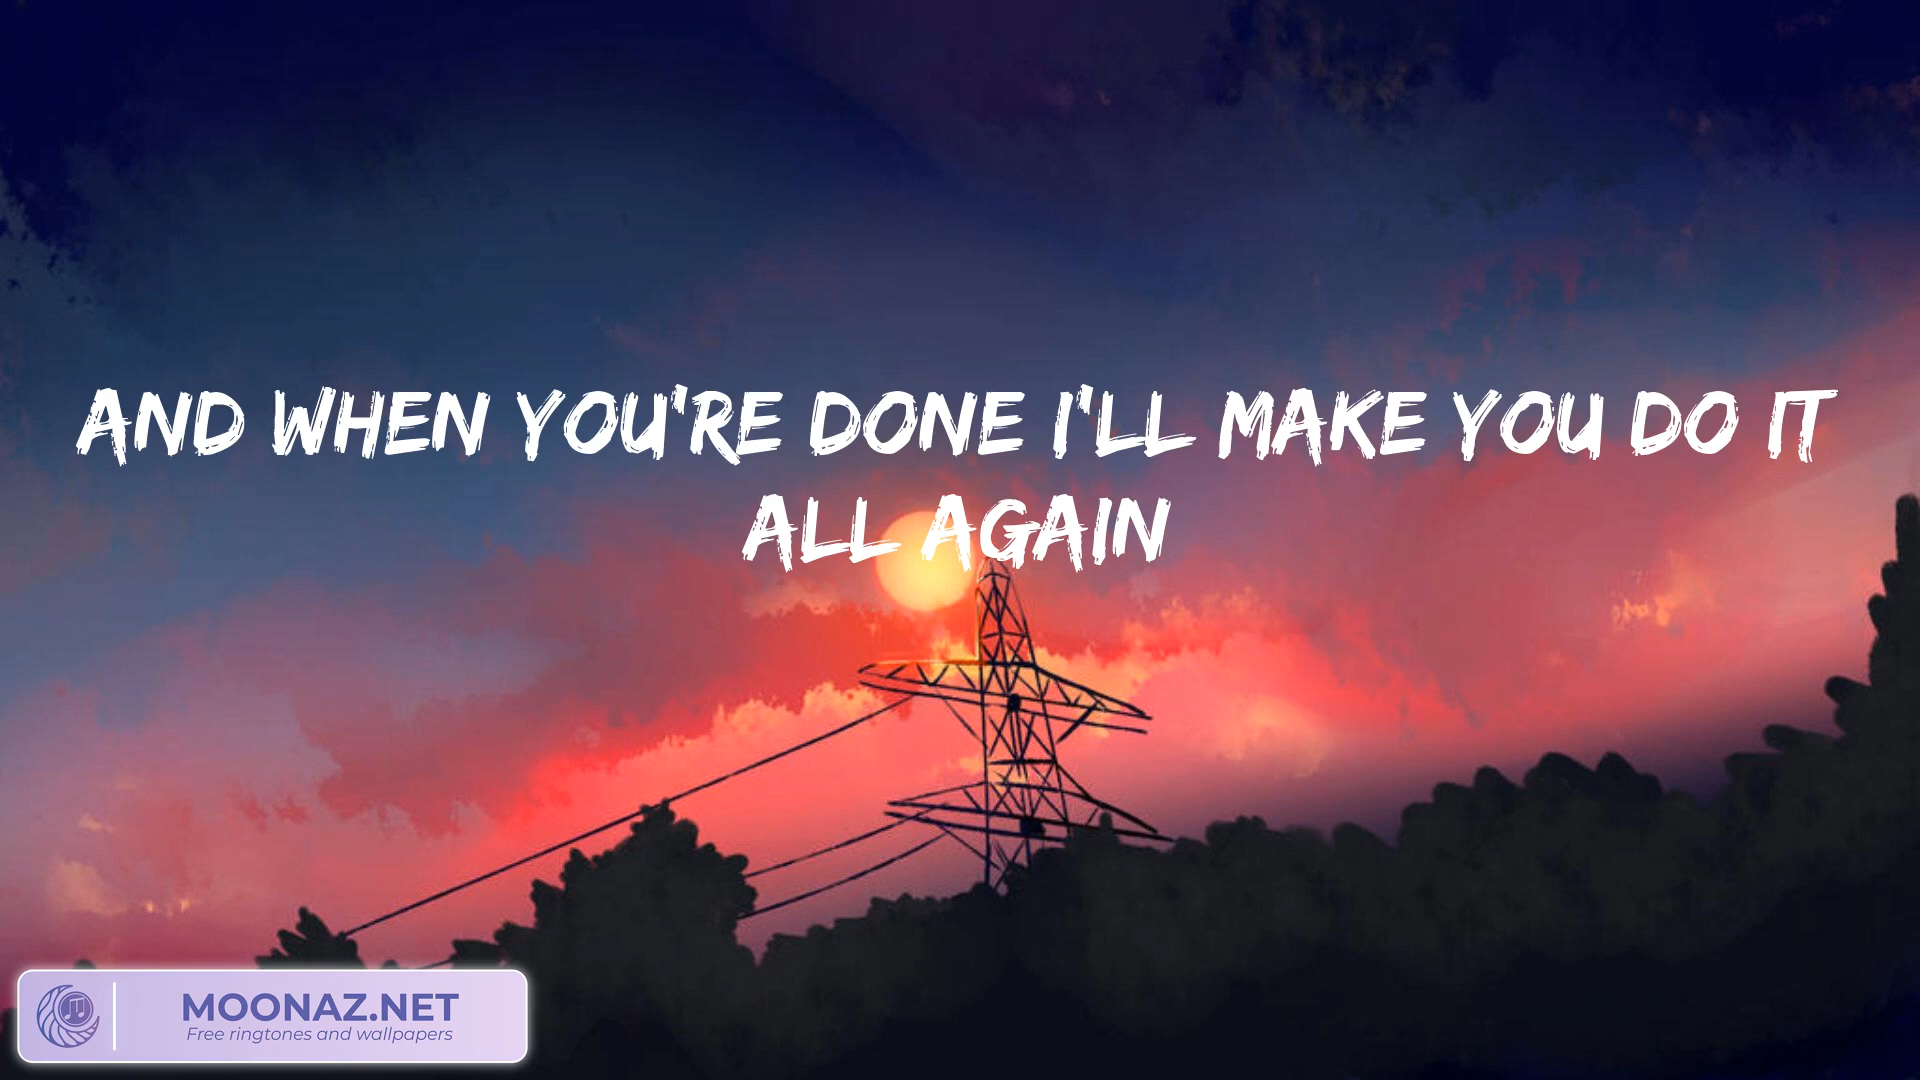 AND WHEN YOU'RE DONE I'LL MAKE YOU DO IT
ALL AGAIN
MOONAZ.NET
Free ringtones and wallpapers